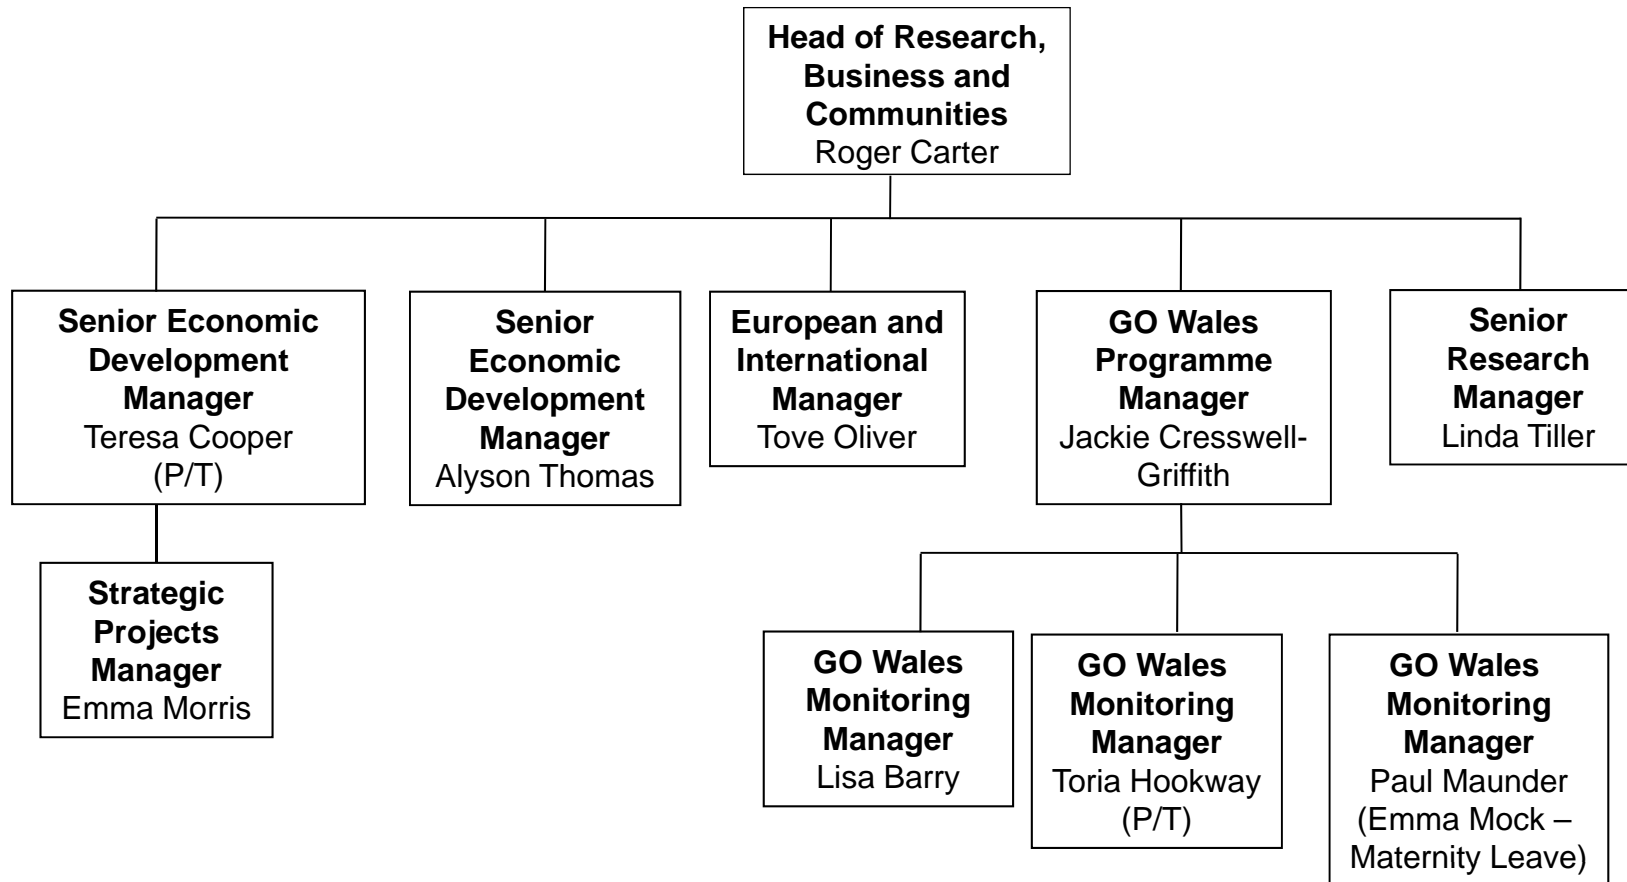 Head of Research,
Business and
Communities
Roger Carter
Senior Economic
Development
Manager
Teresa Cooper
(P/T)
Senior
Economic
Development
Manager
Alyson Thomas
European and
International
Manager
Tove Oliver
GO Wales
Programme
Manager
Jackie Cresswell-
Griffith
Senior
Research
Manager
Linda Tiller
Strategic
Projects
Manager
Emma Morris
GO Wales
Monitoring
Manager
Lisa Barry
GO Wales
Monitoring
Manager
Toria Hookway
(P/T)
GO Wales
Monitoring
Manager
Paul Maunder
(Emma Mock –
Maternity Leave)